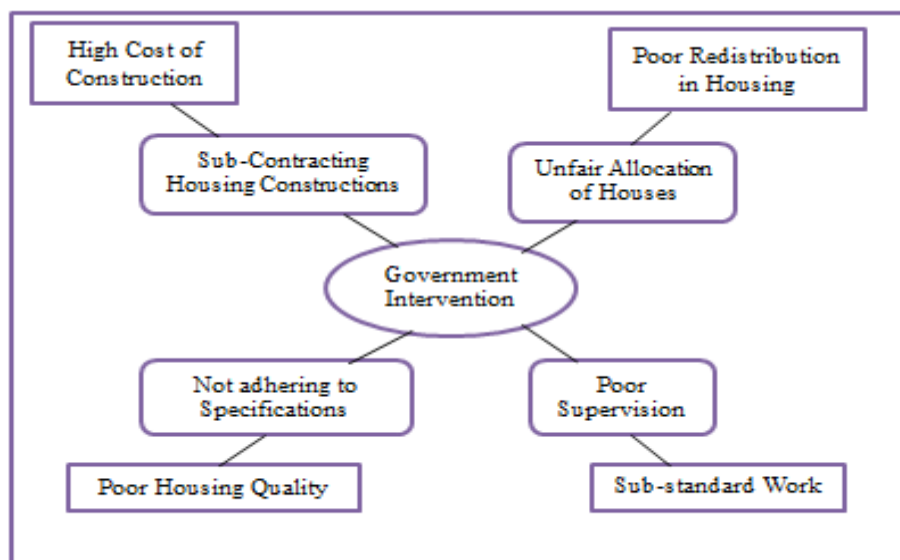 High Cost of
Construction
Poor Redistribution
in Housing
Sub-Contracting
Housing Constructions
Unfair Allocation
of Houses
Government
Intervention
Not adhering to
Specifications
Poor
Supervision
Poor Housing Quality
Sub-standard Work